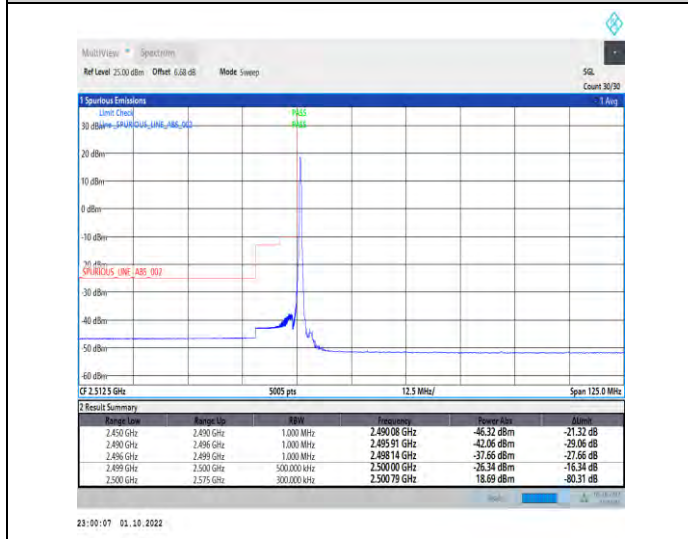 MultiView Spectrum
Ref Level 25.00 dBm Offset 6.68 dB Mode Sweep SGL
Count 30/30
1 Spurious Emissions 1 Avg
Limit Check PASS
30 dBm Line _SPURIOUS_LINE_ABS_002 PASS
20 dBm
10 dBm
0 dBm
-10 dBm
-20 dBm
SPURIOUS_LINE_ABS_002
-30 dBm
-40 dBm
-50 dBm
-60 dBm
CF 2.5125 GHz 5005 pts 12.5 MHz/ Span 125.0 MHz
2 Result Summary
Range Low Range Up RBW Frequency Power Abs ΔLimit
2.450 GHz 2.490 GHz 1.000 MHz 2.490 08 GHz -46.32 dBm -21.32 dB
2.490 GHz 2.496 GHz 1.000 MHz 2.495 91 GHz -42.06 dBm -29.06 dB
2.496 GHz 2.499 GHz 1.000 MHz 2.498 14 GHz -37.66 dBm -27.66 dB
2.499 GHz 2.500 GHz 500.000 kHz 2.500 00 GHz -26.34 dBm -16.34 dB
2.500 GHz 2.575 GHz 300.000 kHz 2.500 79 GHz 18.69 dBm -80.31 dB
23:00:07 01.10.2022